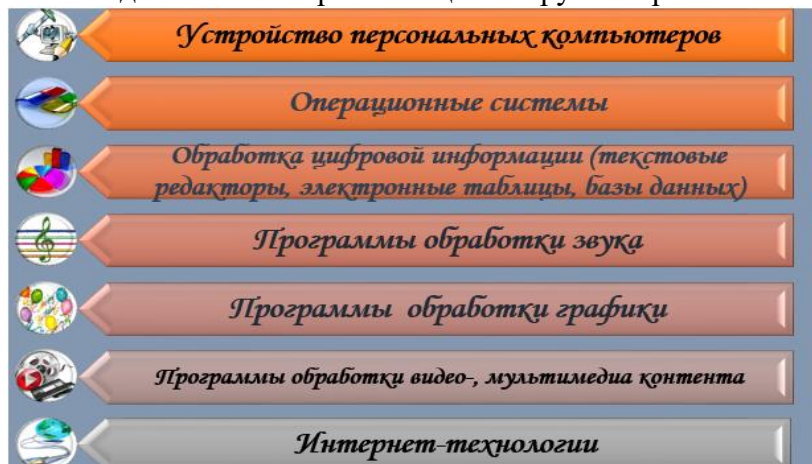 Устройство персональных компьютеров
Операционные системы
Обработка цифровой информации (текстовые
редакторы, электронные таблицы, базы данных)
Программы обработки звука
Программы обработки графики
Программы обработки видео-, мультимедиа контента
Интернет-технологии